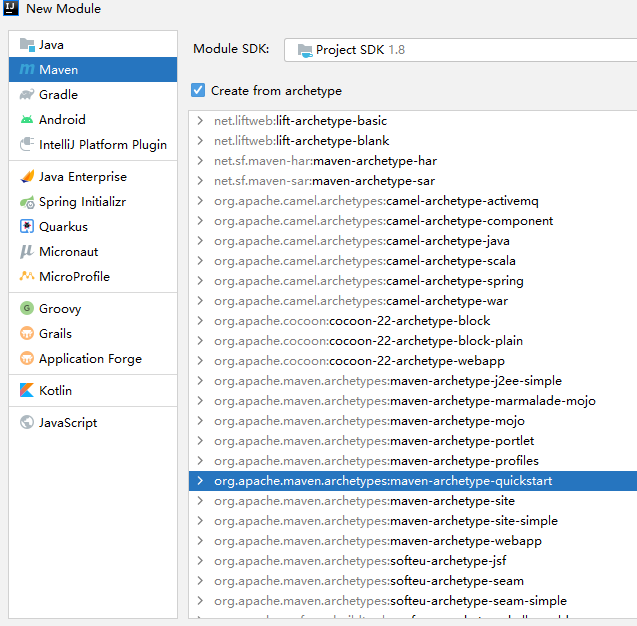 New Module
Java
Maven
Gradle
Android
IntelliJ Platform Plugin
Java Enterprise
Spring Initializr
Quarkus
Micronaut
MicroProfile
Groovy
Grails
Application Forge
Kotlin
JavaScript
Module SDK: Project SDK 1.8
Create from archetype
net.liftweb:lift-archetype-basic
net.liftweb:lift-archetype-blank
net.sf.maven-har:maven-archetype-har
net.sf.maven-sar:maven-archetype-sar
org.apache.camel.archetypes:camel-archetype-activemq
org.apache.camel.archetypes:camel-archetype-component
org.apache.camel.archetypes:camel-archetype-java
org.apache.camel.archetypes:camel-archetype-scala
org.apache.camel.archetypes:camel-archetype-spring
org.apache.camel.archetypes:camel-archetype-war
org.apache.cocoon:cocoon-22-archetype-block
org.apache.cocoon:cocoon-22-archetype-block-plain
org.apache.cocoon:cocoon-22-archetype-webapp
org.apache.maven.archetypes:maven-archetype-j2ee-simple
org.apache.maven.archetypes:maven-archetype-marmalade-mojo
org.apache.maven.archetypes:maven-archetype-mojo
org.apache.maven.archetypes:maven-archetype-portlet
org.apache.maven.archetypes:maven-archetype-profiles
org.apache.maven.archetypes:maven-archetype-quickstart
org.apache.maven.archetypes:maven-archetype-site
org.apache.maven.archetypes:maven-archetype-site-simple
org.apache.maven.archetypes:maven-archetype-webapp
org.apache.maven.archetypes:softeu-archetype-jsf
org.apache.maven.archetypes:softeu-archetype-seam
org.apache.maven.archetypes:softeu-archetype-seam-simple